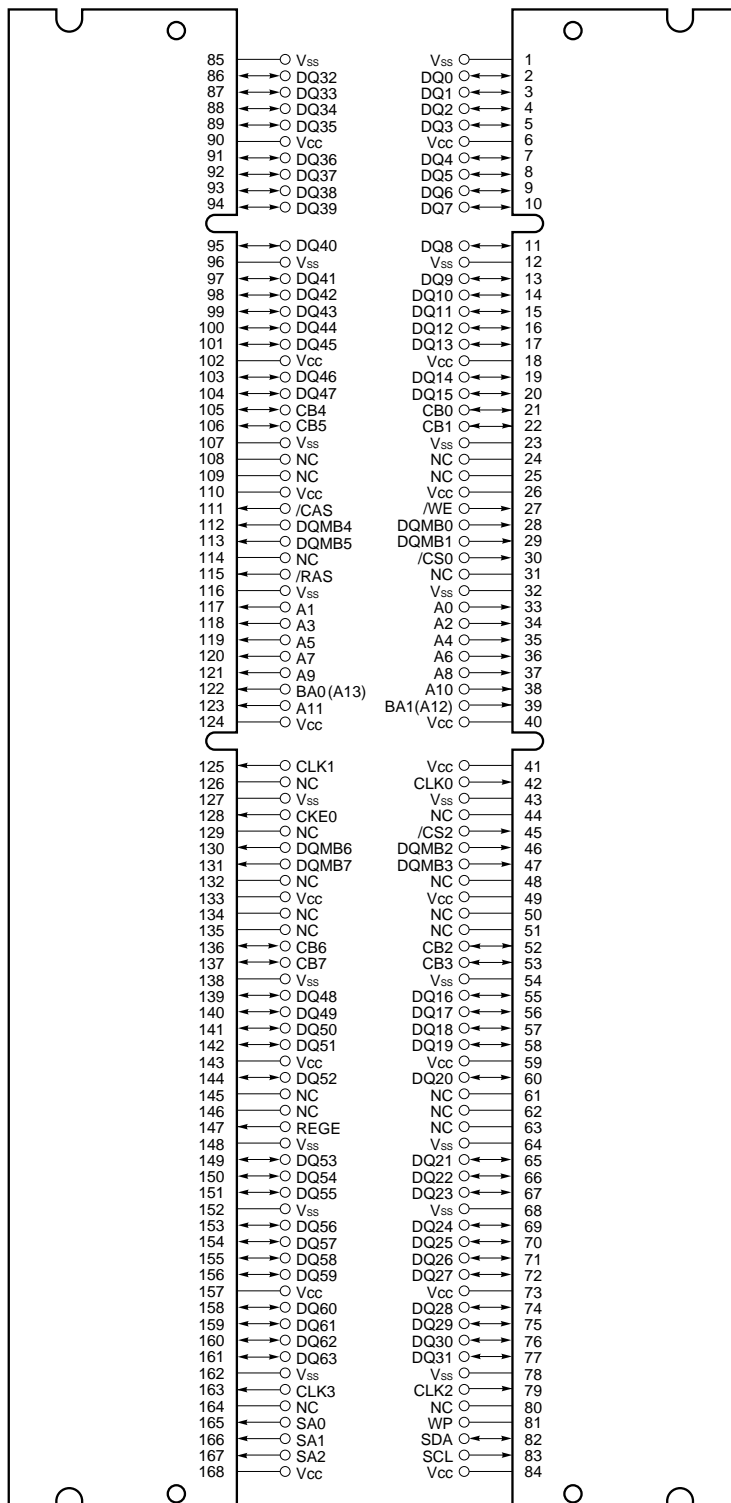 85 Vss Vss 1
86 DQ32 DQ0 2
87 DQ33 DQ1 3
88 DQ34 DQ2 4
89 DQ35 DQ3 5
90 Vcc Vcc 6
91 DQ36 DQ4 7
92 DQ37 DQ5 8
93 DQ38 DQ6 9
94 DQ39 DQ7 10
95 DQ40 DQ8 11
96 Vss Vss 12
97 DQ41 DQ9 13
98 DQ42 DQ10 14
99 DQ43 DQ11 15
100 DQ44 DQ12 16
101 DQ45 DQ13 17
102 Vcc Vcc 18
103 DQ46 DQ14 19
104 DQ47 DQ15 20
105 CB4 CB0 21
106 CB5 CB1 22
107 Vss Vss 23
108 NC NC 24
109 NC NC 25
110 Vcc Vcc 26
111 /CAS /WE 27
112 DQMB4 DQMB0 28
113 DQMB5 DQMB1 29
114 NC /CS0 30
115 /RAS NC 31
116 Vss Vss 32
117 A1 A0 33
118 A3 A2 34
119 A5 A4 35
120 A7 A6 36
121 A9 A8 37
122 BA0 (A13) A10 38
123 A11 BA1(A12) 39
124 Vcc Vcc 40
125 CLK1 Vcc 41
126 NC CLK0 42
127 Vss Vss 43
128 CKE0 NC 44
129 NC /CS2 45
130 DQMB6 DQMB2 46
131 DQMB7 DQMB3 47
132 NC NC 48
133 Vcc Vcc 49
134 NC NC 50
135 NC NC 51
136 CB6 CB2 52
137 CB7 CB3 53
138 Vss Vss 54
139 DQ48 DQ16 55
140 DQ49 DQ17 56
141 DQ50 DQ18 57
142 DQ51 DQ19 58
143 Vcc Vcc 59
144 DQ52 DQ20 60
145 NC NC 61
146 NC NC 62
147 REGE NC 63
148 Vss Vss 64
149 DQ53 DQ21 65
150 DQ54 DQ22 66
151 DQ55 DQ23 67
152 Vss Vss 68
153 DQ56 DQ24 69
154 DQ57 DQ25 70
155 DQ58 DQ26 71
156 DQ59 DQ27 72
157 Vcc Vcc 73
158 DQ60 DQ28 74
159 DQ61 DQ29 75
160 DQ62 DQ30 76
161 DQ63 DQ31 77
162 Vss Vss 78
163 CLK3 CLK2 79
164 NC NC 80
165 SA0 WP 81
166 SA1 SDA 82
167 SA2 SCL 83
168 Vcc Vcc 84